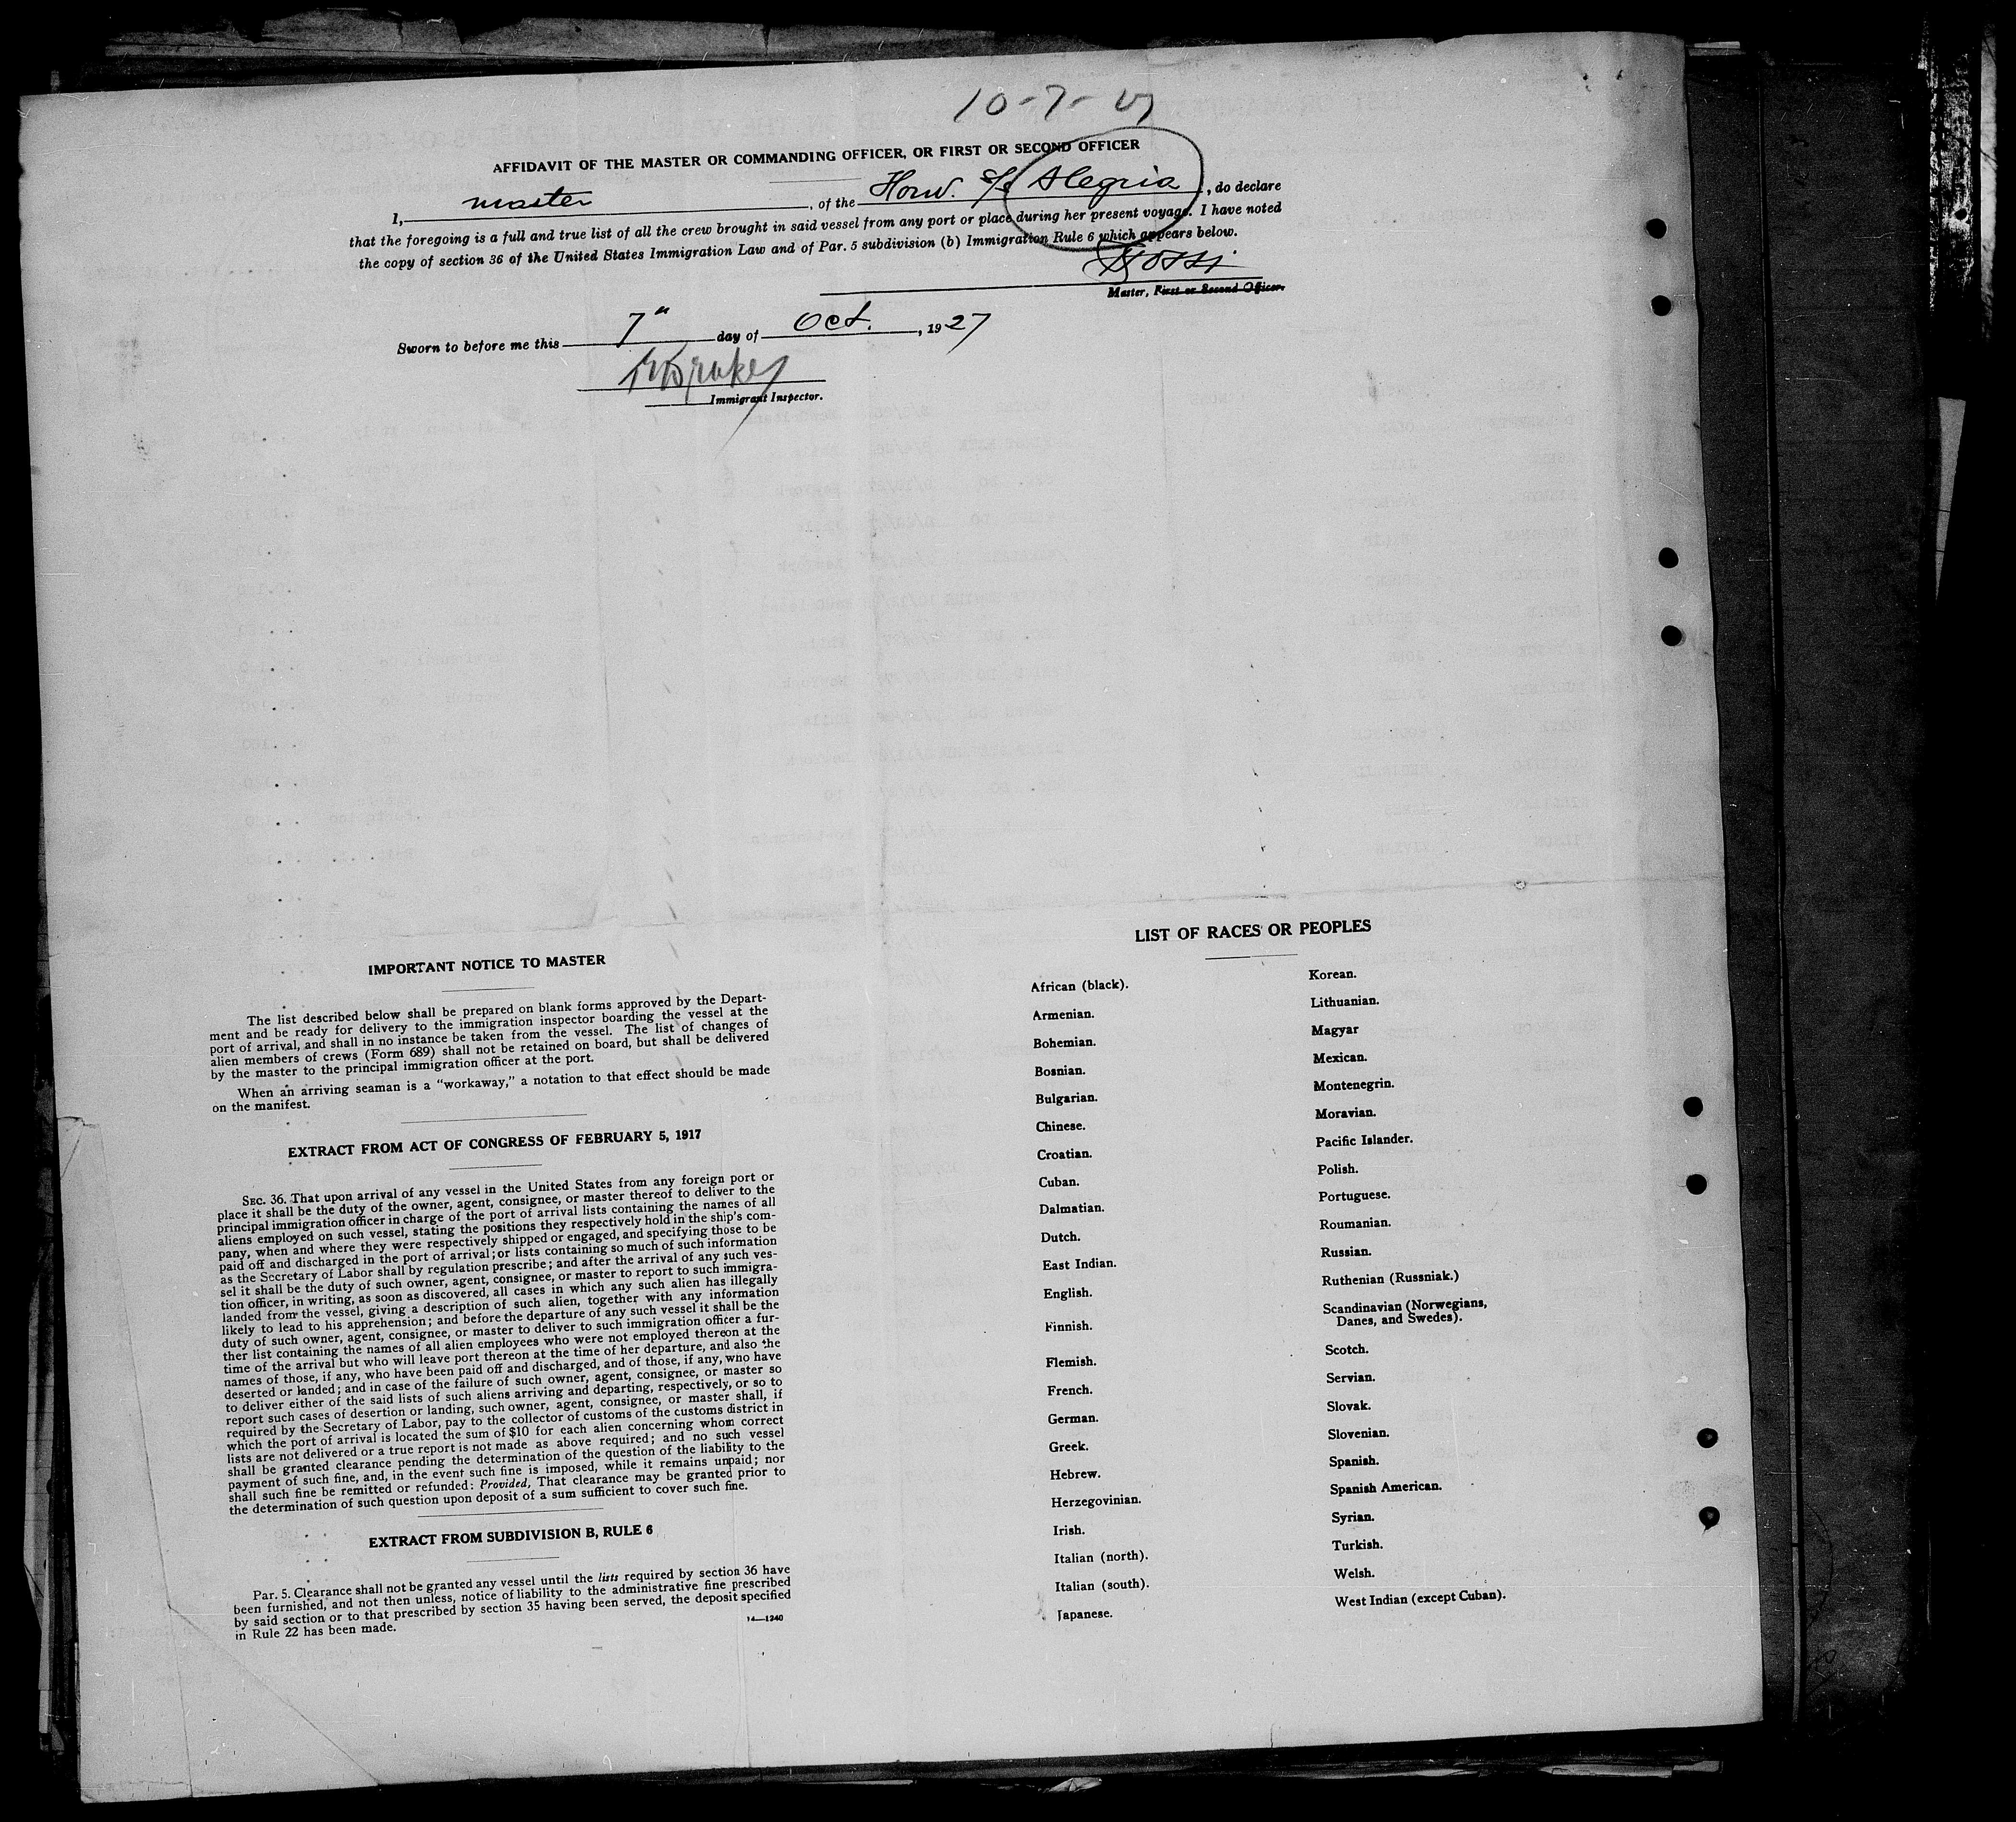 10-7-27
AFFIDAVIT OF THE MASTER OR COMMANDING OFFICER, OR FIRST OR SECOND OFFICER
I, master, of the Hond. S/S Alegria, do declare
that the foregoing is a full and true list of all the crew brought in said vessel from any port or place during her present voyage. I have noted
the copy of section 36 of the United States Immigration Law and of Par. 5 subdivision (b) Immigration Rule 6 which appears below.
Master, First or Second Officer.
Sworn to before me this 7" day of Oct., 1927
Immigrant Inspector.
IMPORTANT NOTICE TO MASTER
The list described below shall be prepared on blank forms approved by the Depart-
ment and be ready for delivery to the immigration inspector boarding the vessel at the
port of arrival, and shall in no instance be taken from the vessel. The list of changes of
alien members of crews (Form 689) shall not be retained on board, but shall be delivered
by the master to the principal immigration officer at the port.
When an arriving seaman is a "workaway," a notation to that effect should be made
on the manifest.
EXTRACT FROM ACT OF CONGRESS OF FEBRUARY 5, 1917
SEC. 36. That upon arrival of any vessel in the United States from any foreign port or
place it shall be the duty of the owner, agent, consignee, or master thereof to deliver to the
principal immigration officer in charge of the port of arrival lists containing the names of all
aliens employed on such vessel, stating the positions they respectively hold in the ship's com-
pany, when and where they were respectively shipped or engaged, and specifying those to be
paid off and discharged in the port of arrival; or lists containing so much of such information
as the Secretary of Labor shall by regulation prescribe; and after the arrival of any such ves-
sel it shall be the duty of such owner, agent, consignee, or master to report to such immigra-
tion officer, in writing, as soon as discovered, all cases in which any such alien has illegally
landed from the vessel, giving a description of such alien, together with any information
likely to lead to his apprehension; and before the departure of any such vessel it shall be the
duty of such owner, agent, consignee, or master to deliver to such immigration officer a fur-
ther list containing the names of all alien employees who were not employed thereon at the
time of the arrival but who will leave port thereon at the time of her departure, and also the
names of those, if any, who have been paid off and discharged, and of those, if any, who have
deserted or landed; and in case of the failure of such owner, agent, consignee, or master so
to deliver either of the said lists of such aliens arriving and departing, respectively, or so to
report such cases of desertion or landing, such owner, agent, consignee, or master shall, if
required by the Secretary of Labor, pay to the collector of customs of the customs district in
which the port of arrival is located the sum of $10 for each alien concerning whom correct
lists are not delivered or a true report is not made as above required; and no such vessel
shall be granted clearance pending the determination of the question of the liability to the
payment of such fine, and, in the event such fine is imposed, while it remains unpaid; nor
shall such fine be remitted or refunded: Provided, That clearance may be granted prior to
the determination of such question upon deposit of a sum sufficient to cover such fine.
EXTRACT FROM SUBDIVISION B, RULE 6
Par. 5. Clearance shall not be granted any vessel until the lists required by section 36 have
been furnished, and not then unless, notice of liability to the administrative fine prescribed
by said section or to that prescribed by section 35 having been served, the deposit specified
in Rule 22 has been made.
14—1240
LIST OF RACES OR PEOPLES
African (black).
Armenian.
Bohemian.
Bosnian.
Bulgarian.
Chinese.
Croatian.
Cuban.
Dalmatian.
Dutch.
East Indian.
English.
Finnish.
Flemish.
French.
German.
Greek.
Hebrew.
Herzegovinian.
Irish.
Italian (north).
Italian (south).
Japanese.
Korean.
Lithuanian.
Magyar
Mexican.
Montenegrin.
Moravian.
Pacific Islander.
Polish.
Portuguese.
Roumanian.
Russian.
Ruthenian (Russniak.)
Scandinavian (Norwegians,
Danes, and Swedes).
Scotch.
Servian.
Slovak.
Slovenian.
Spanish.
Spanish American.
Syrian.
Turkish.
Welsh.
West Indian (except Cuban).